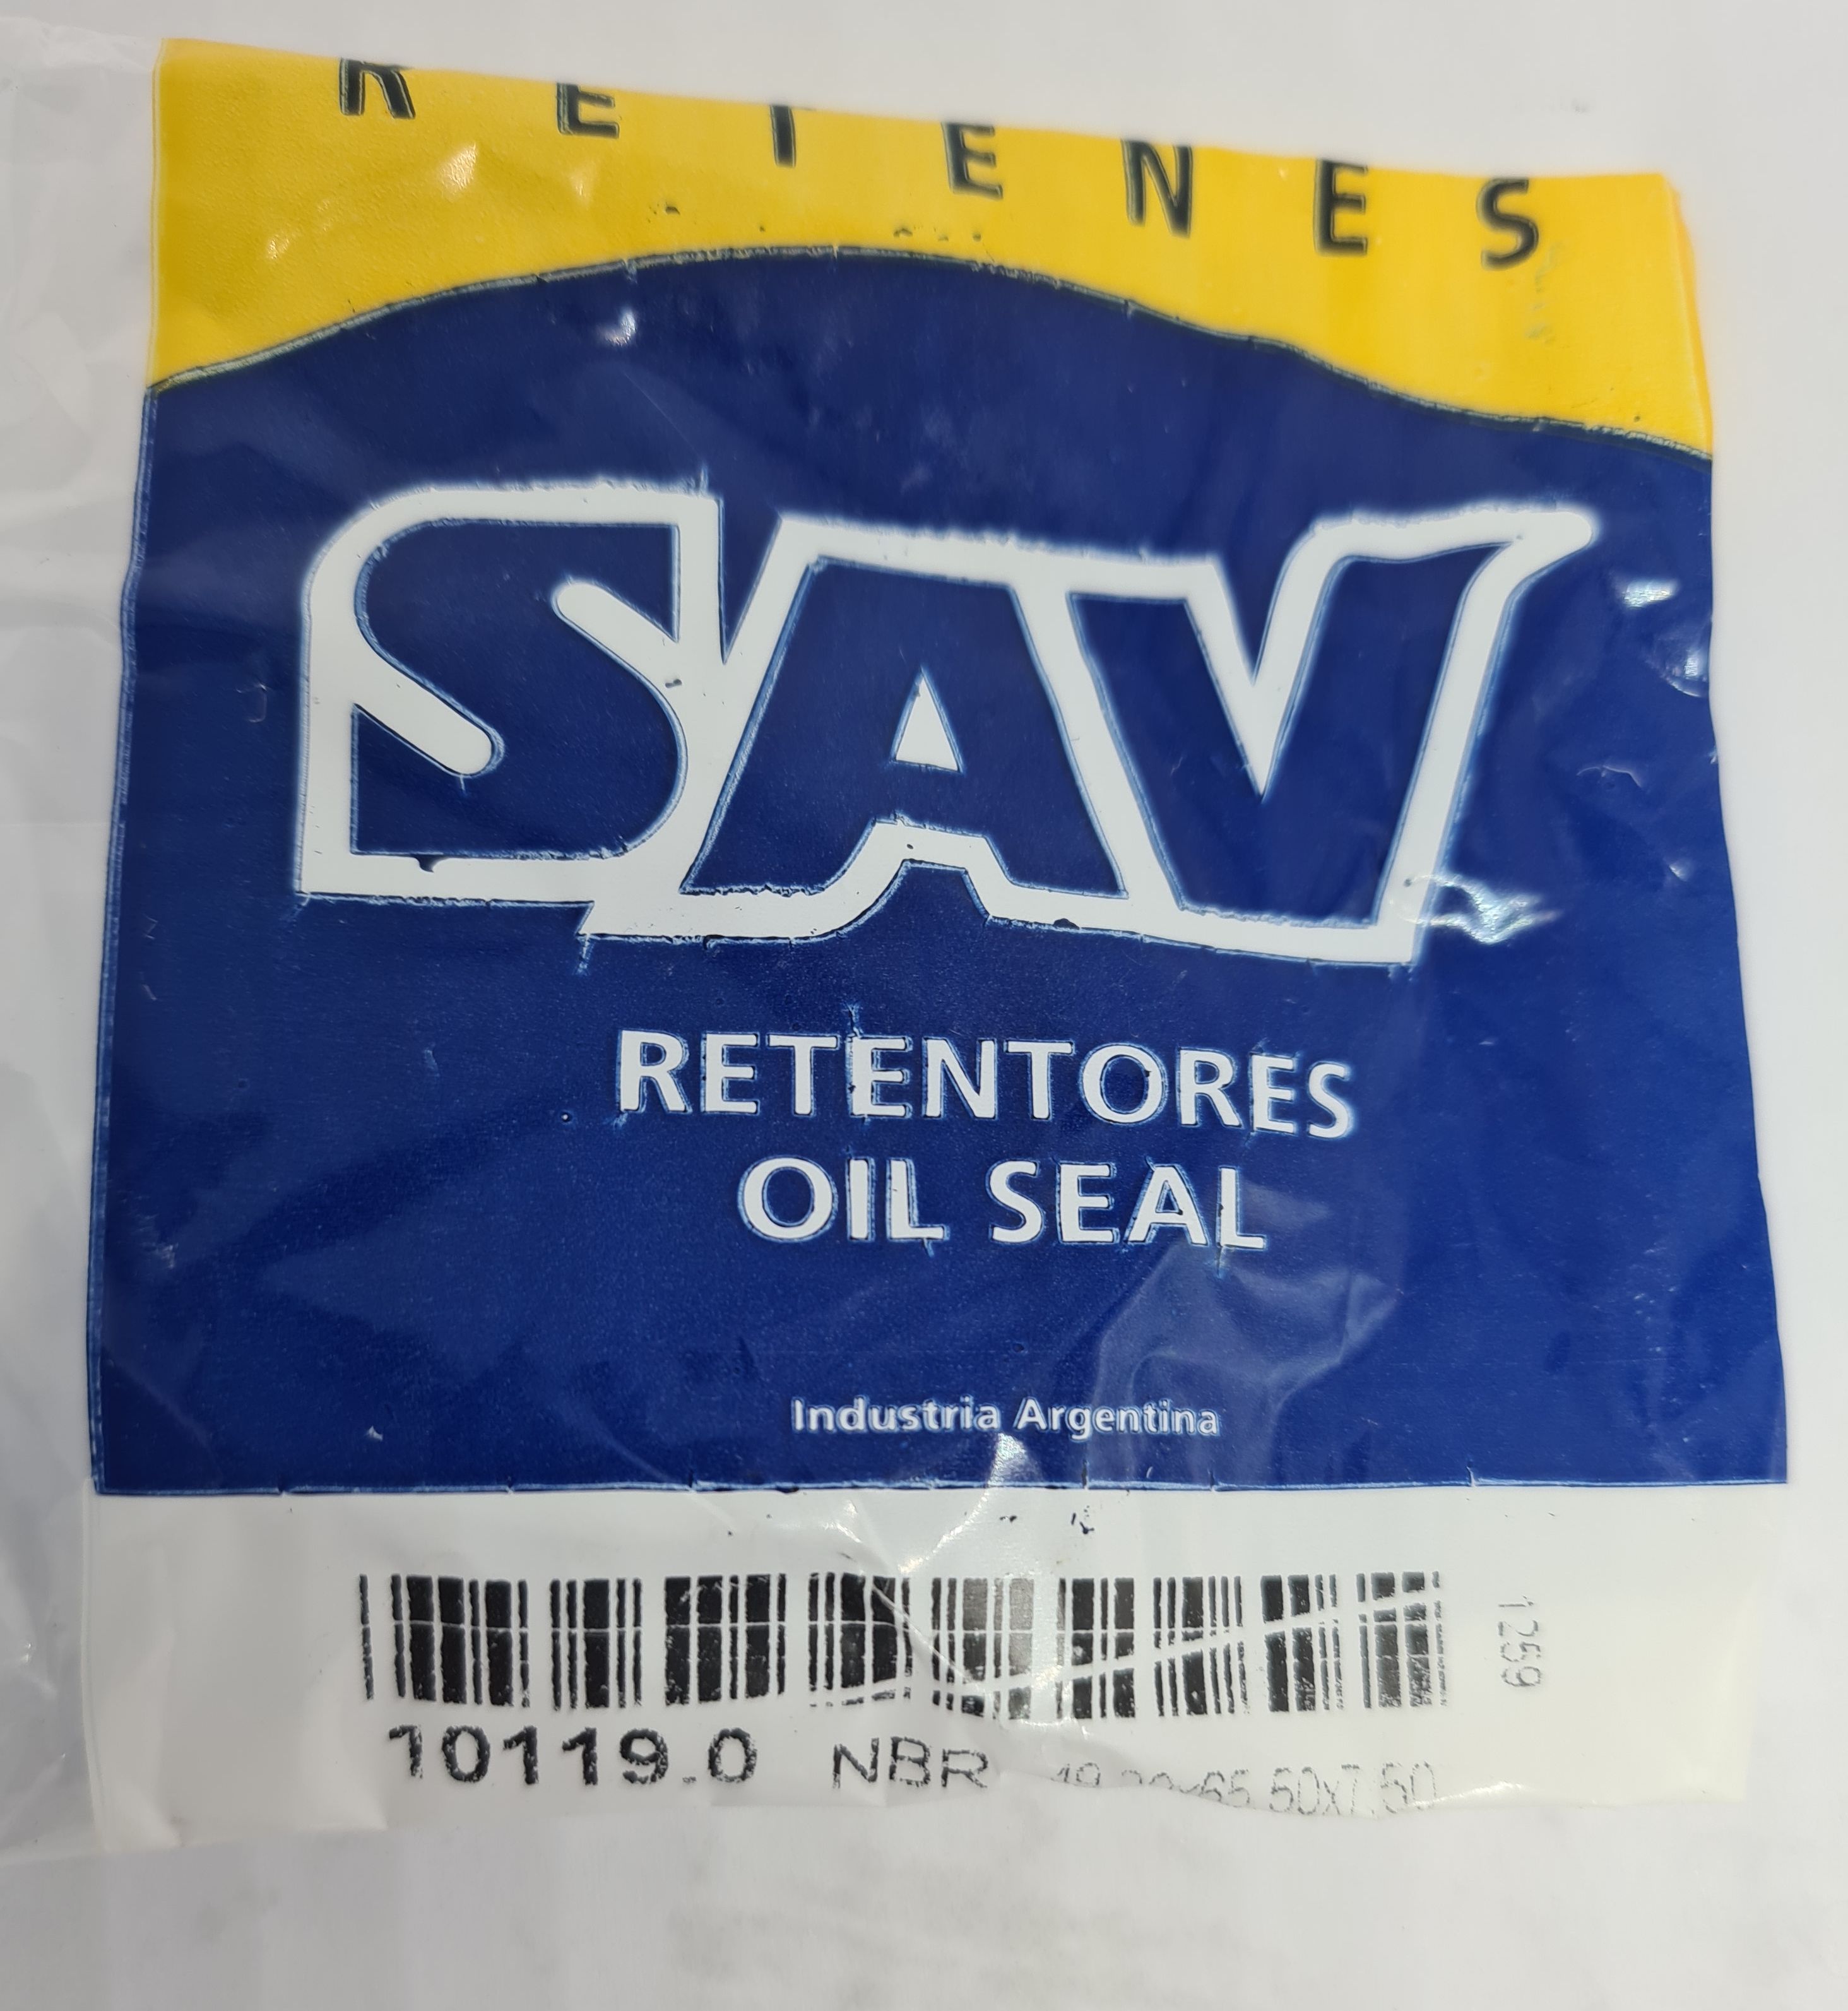 RETENES
SAV
RETENTORES
OIL SEAL
Industria Argentina
1259
10119.0 NBR